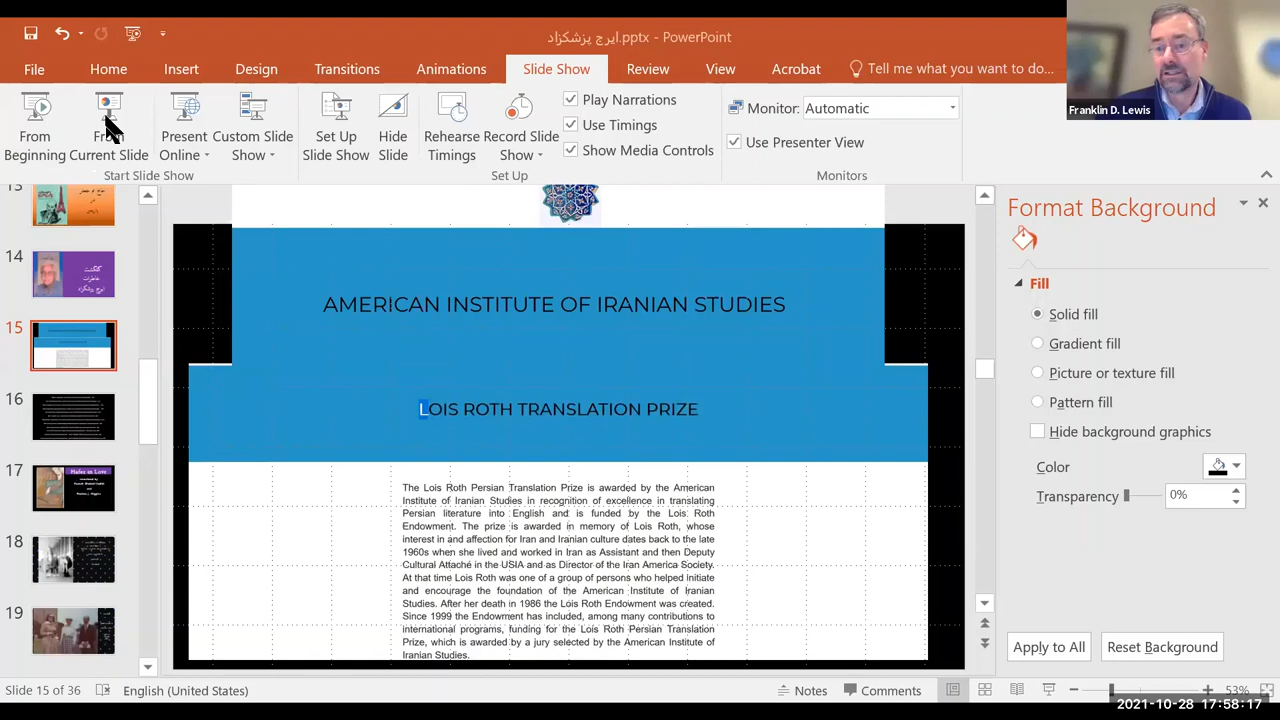 ایرج پزشکزاد.pptx - PowerPoint
File Home Insert Design Transitions Animations Slide Show Review View Acrobat Tell me what you want to do...
Franklin D. Lewis
From Beginning
From Current Slide
Present Online
Custom Slide Show
Set Up Slide Show
Hide Slide
Rehearse Timings
Record Slide Show
Play Narrations
Use Timings
Show Media Controls
Monitor: Automatic
Use Presenter View
Start Slide Show
Set Up
Monitors
13
14
15
16
17
Hafez in Love
18
19
AMERICAN INSTITUTE OF IRANIAN STUDIES
LOIS ROTH TRANSLATION PRIZE
The Lois Roth Persian Translation Prize is awarded by the American
Institute of Iranian Studies in recognition of excellence in translating
Persian literature into English and is funded by the Lois Roth
Endowment. The prize is awarded in memory of Lois Roth, whose
interest in and affection for Iran and Iranian culture dates back to the late
1960s when she lived and worked in Iran as Assistant and then Deputy
Cultural Attaché in the USIA and as Director of the Iran America Society.
At that time Lois Roth was one of a group of persons who helped initiate
and encourage the foundation of the American Institute of Iranian
Studies. After her death in 1986 the Lois Roth Endowment was created.
Since 1999 the Endowment has included, among many contributions to
international programs, funding for the Lois Roth Persian Translation
Prize, which is awarded by a jury selected by the American Institute of
Iranian Studies.
Format Background
Fill
Solid fill
Gradient fill
Picture or texture fill
Pattern fill
Hide background graphics
Color
Transparency 0%
Apply to All Reset Background
Slide 15 of 36 English (United States) Notes Comments 53%
2021-10-28 17:58:17